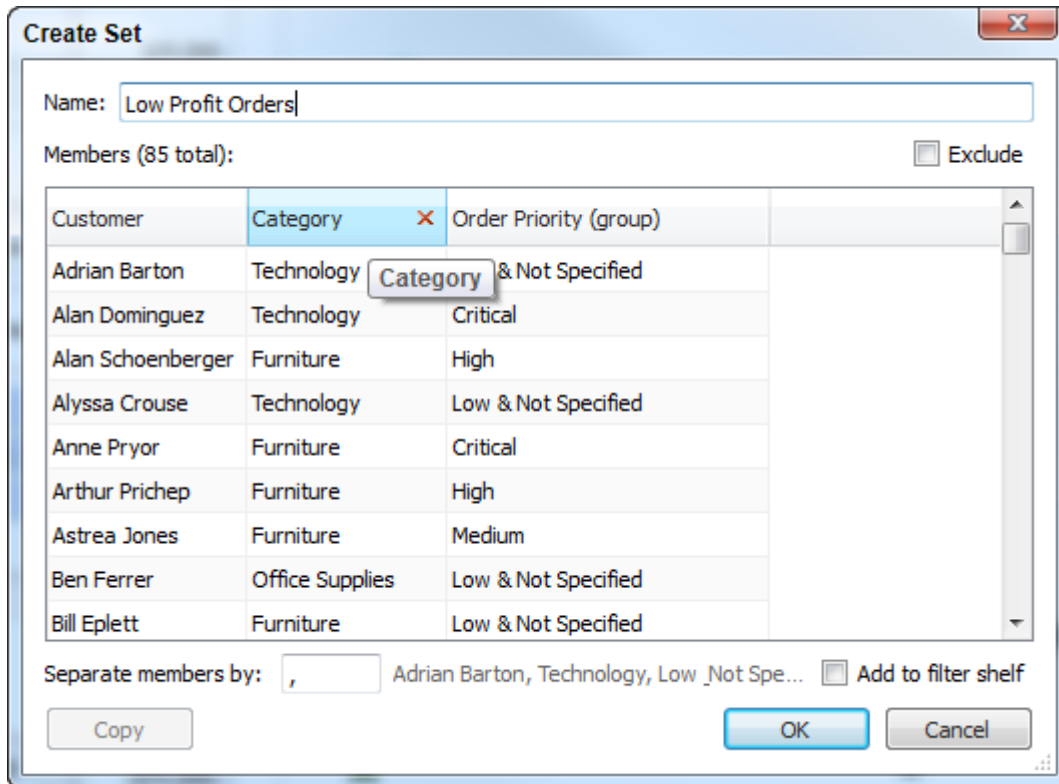 Create Set
Name: Low Profit Orders
Members (85 total): Exclude
Customer Category Order Priority (group)
Adrian Barton Technology & Not Specified
Category
Alan Dominguez Technology Critical
Alan Schoenberger Furniture High
Alyssa Crouse Technology Low & Not Specified
Anne Pryor Furniture Critical
Arthur Prichep Furniture High
Astrea Jones Furniture Medium
Ben Ferrer Office Supplies Low & Not Specified
Bill Eplett Furniture Low & Not Specified
Separate members by: , Adrian Barton, Technology, Low _Not Spe... Add to filter shelf
Copy OK Cancel